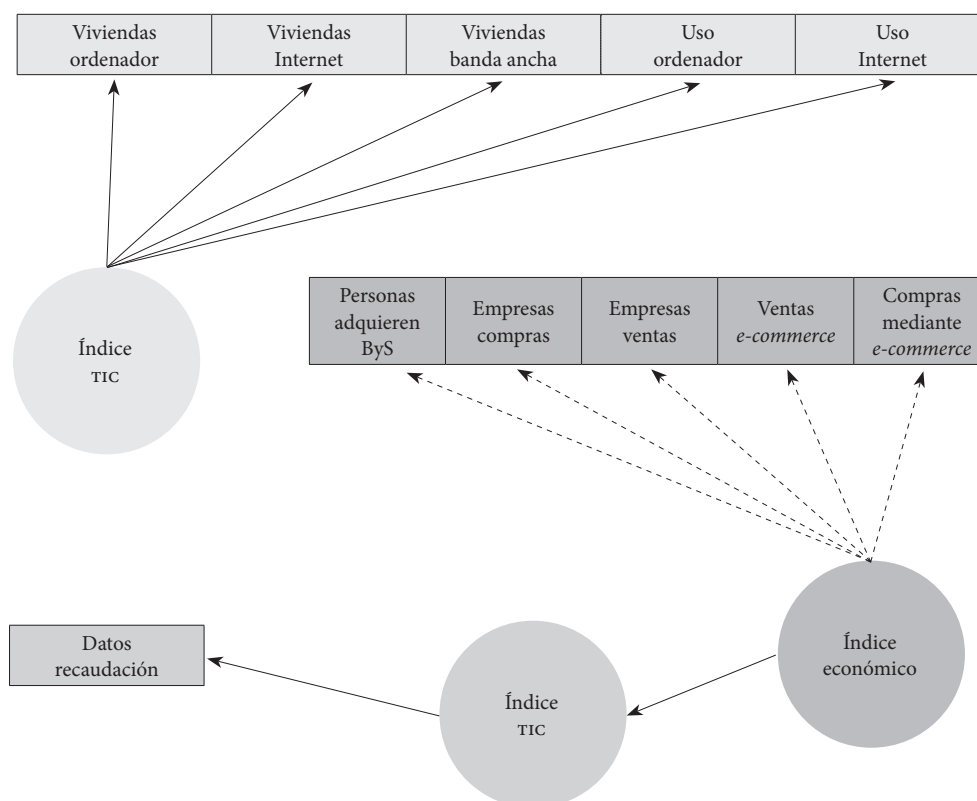 Viviendas
ordenador
Viviendas
Internet
Viviendas
banda ancha
Uso
ordenador
Uso
Internet
Índice
TIC
Personas
adquieren
ByS
Empresas
compras
Empresas
ventas
Ventas
e-commerce
Compras
mediante
e-commerce
Datos
recaudación
Índice
TIC
Índice
económico